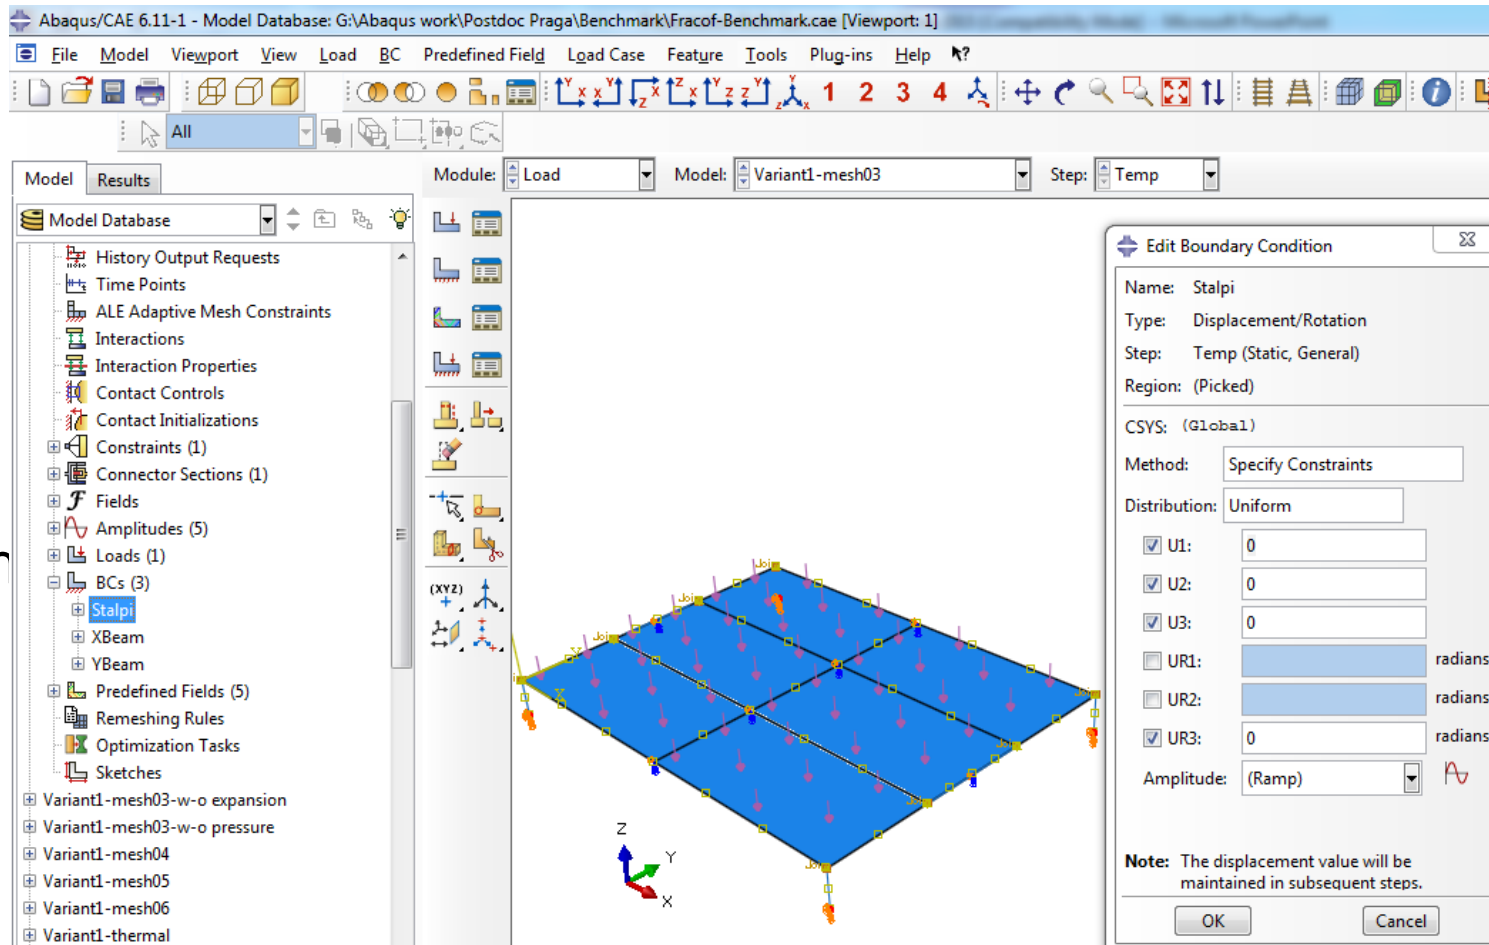 Abaqus/CAE 6.11-1 - Model Database: G:\Abaqus work\Postdoc Praga\Benchmark\Fracof-Benchmark.cae [Viewport: 1]
File Model Viewport View Load BC Predefined Field Load Case Feature Tools Plug-ins Help
1 2 3 4
All
Model Results
Module: Load Model: Variant1-mesh03 Step: Temp
Model Database
History Output Requests
Time Points
ALE Adaptive Mesh Constraints
Interactions
Interaction Properties
Contact Controls
Contact Initializations
Constraints (1)
Connector Sections (1)
Fields
Amplitudes (5)
Loads (1)
BCs (3)
Stalpi
XBeam
YBeam
Predefined Fields (5)
Remeshing Rules
Optimization Tasks
Sketches
Variant1-mesh03-w-o expansion
Variant1-mesh03-w-o pressure
Variant1-mesh04
Variant1-mesh05
Variant1-mesh06
Variant1-thermal
(XYZ)
Y
X
Z
Y
X
Edit Boundary Condition
Name: Stalpi
Type: Displacement/Rotation
Step: Temp (Static, General)
Region: (Picked)
CSYS: (Global)
Method: Specify Constraints
Distribution: Uniform
U1: 0
U2: 0
U3: 0
UR1: radians
UR2: radians
UR3: 0 radians
Amplitude: (Ramp)
Note: The displacement value will be
maintained in subsequent steps.
OK Cancel